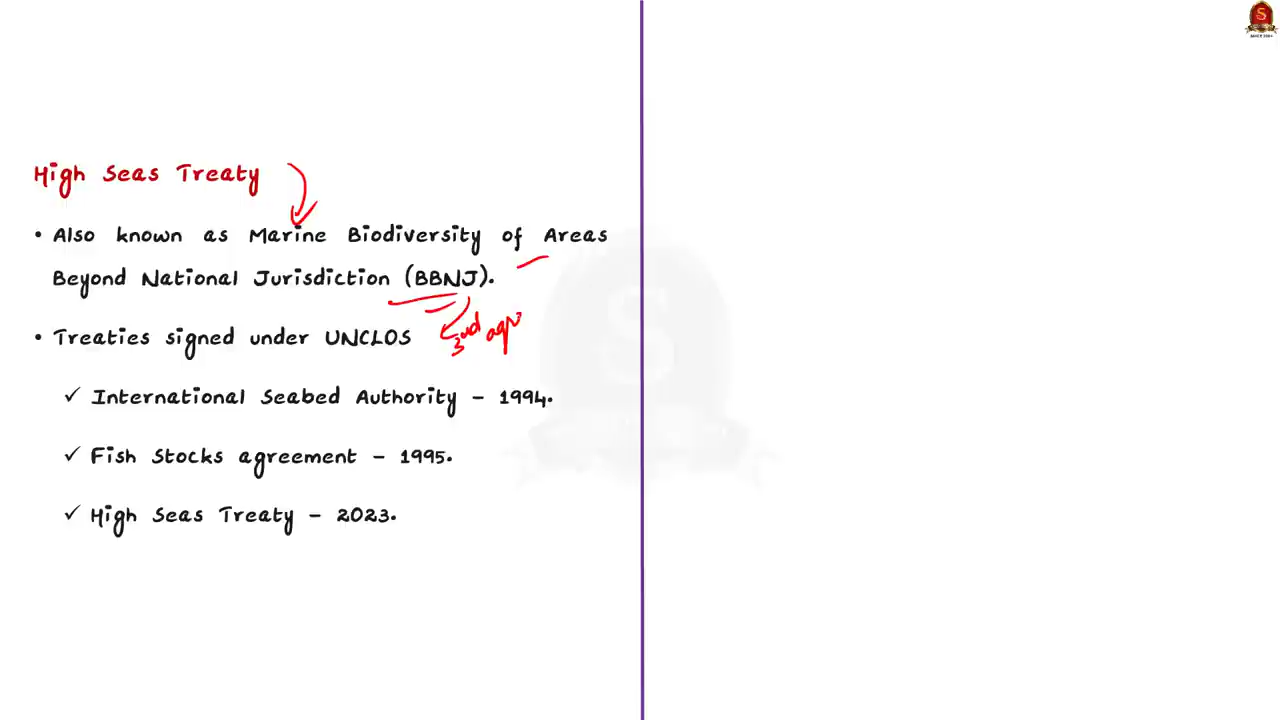 High Seas Treaty
• Also known as Marine Biodiversity of Areas
Beyond National Jurisdiction (BBNJ).
3rd agr
• Treaties signed under UNCLOS
✓ International Seabed Authority – 1994.
✓ Fish Stocks agreement – 1995.
✓ High Seas Treaty – 2023.
S